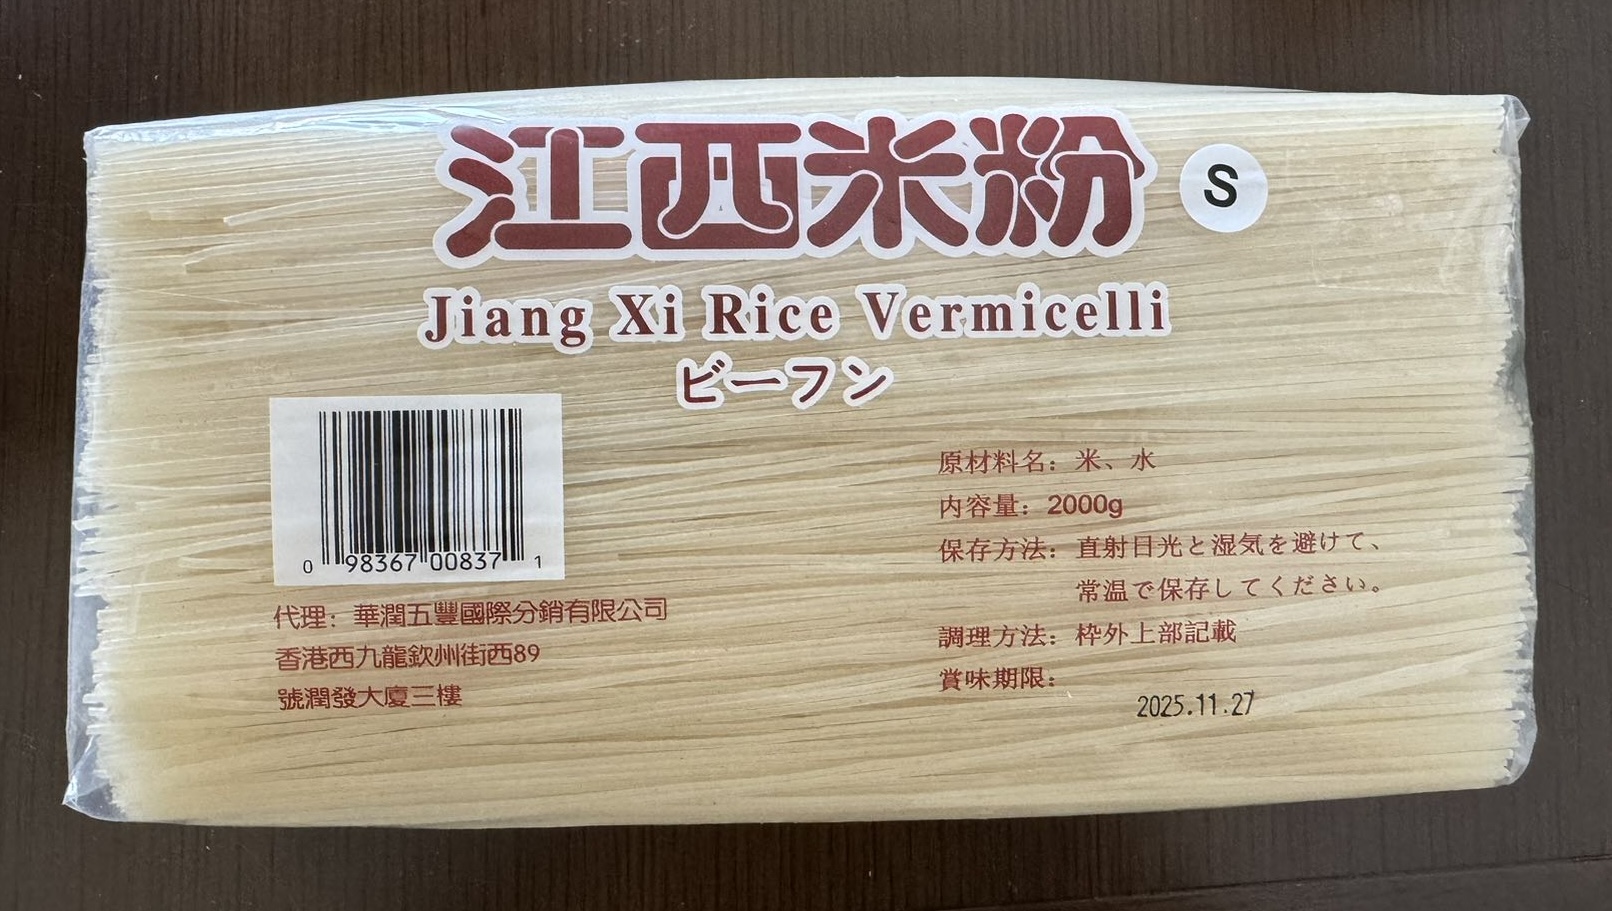 江西米粉
S
Jiang Xi Rice Vermicelli
ビーフン
0 98367 00837 1
代理：華潤五豐國際分銷有限公司
香港西九龍欽州街西89
號潤發大廈三樓
原材料名：米、水
内容量：2000g
保存方法：直射日光と湿気を避けて、
常温で保存してください。
調理方法：枠外上部記載
賞味期限：
2025.11.27